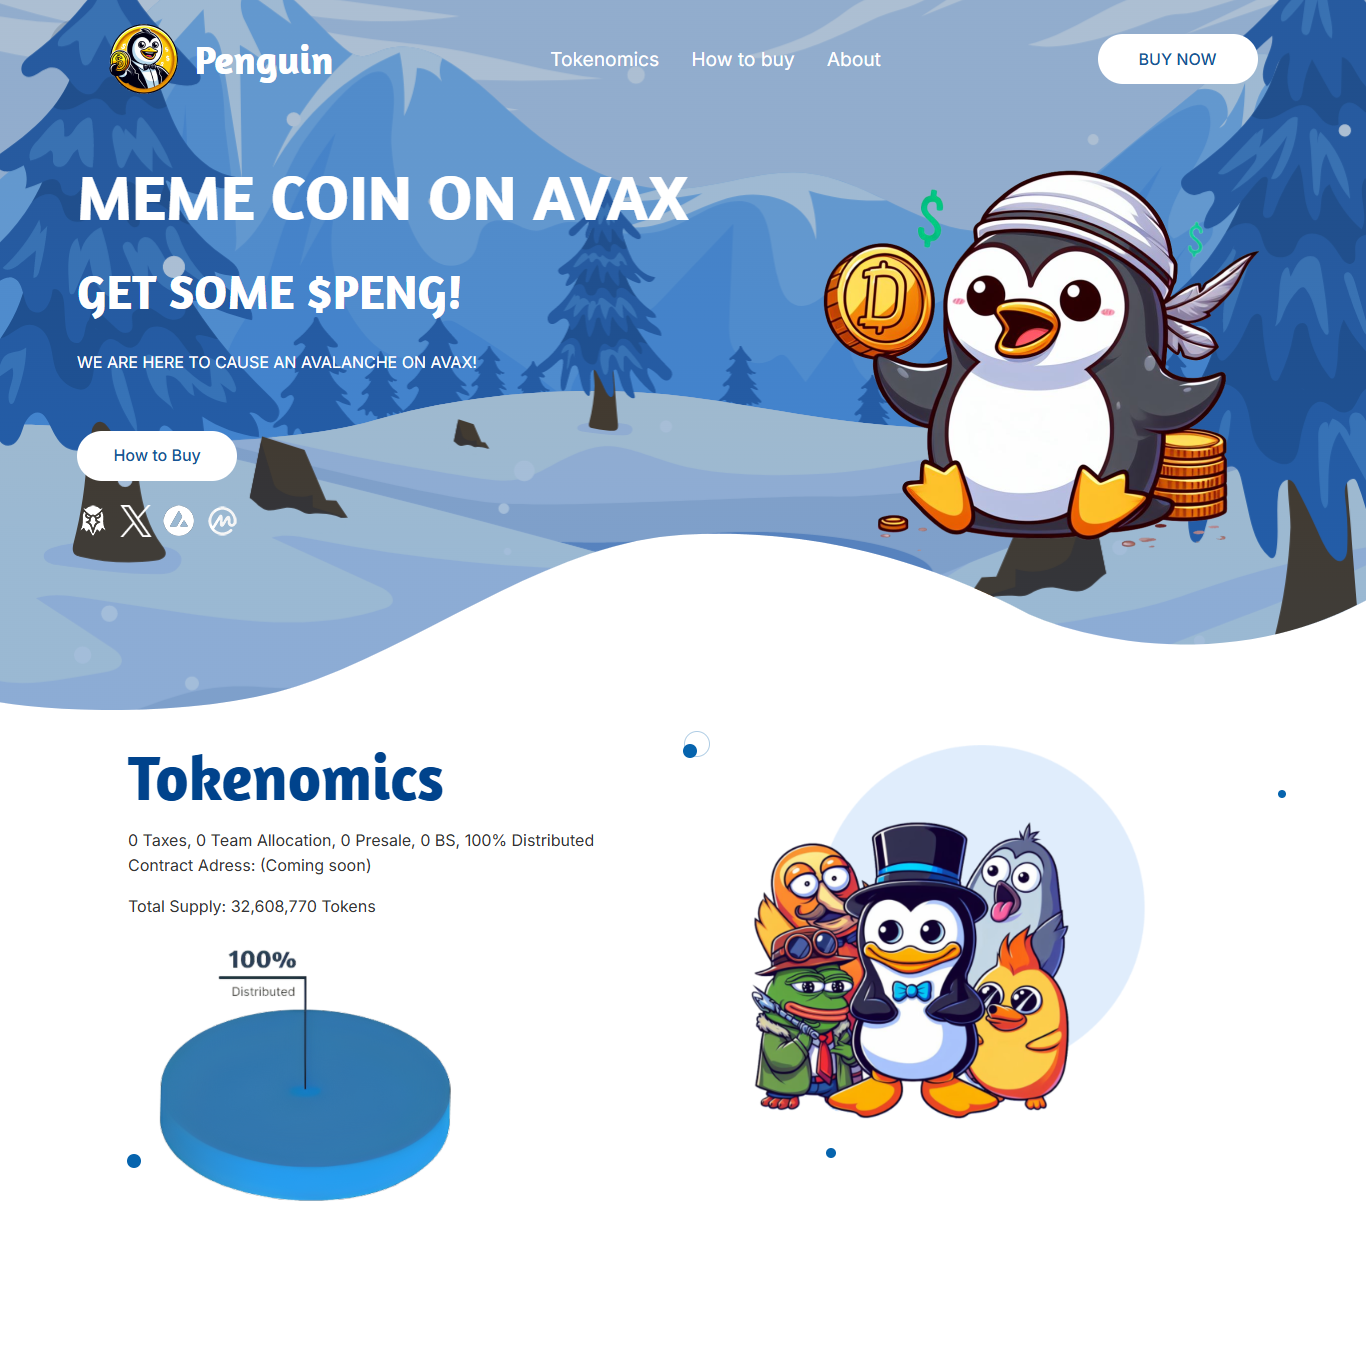 Penguin
Tokenomics
How to buy
About
BUY NOW
MEME COIN ON AVAX
GET SOME $PENG!
WE ARE HERE TO CAUSE AN AVALANCHE ON AVAX!
How to Buy
Tokenomics
0 Taxes, 0 Team Allocation, 0 Presale, 0 BS, 100% Distributed
Contract Adress: (Coming soon)
Total Supply: 32,608,770 Tokens
100%
Distributed